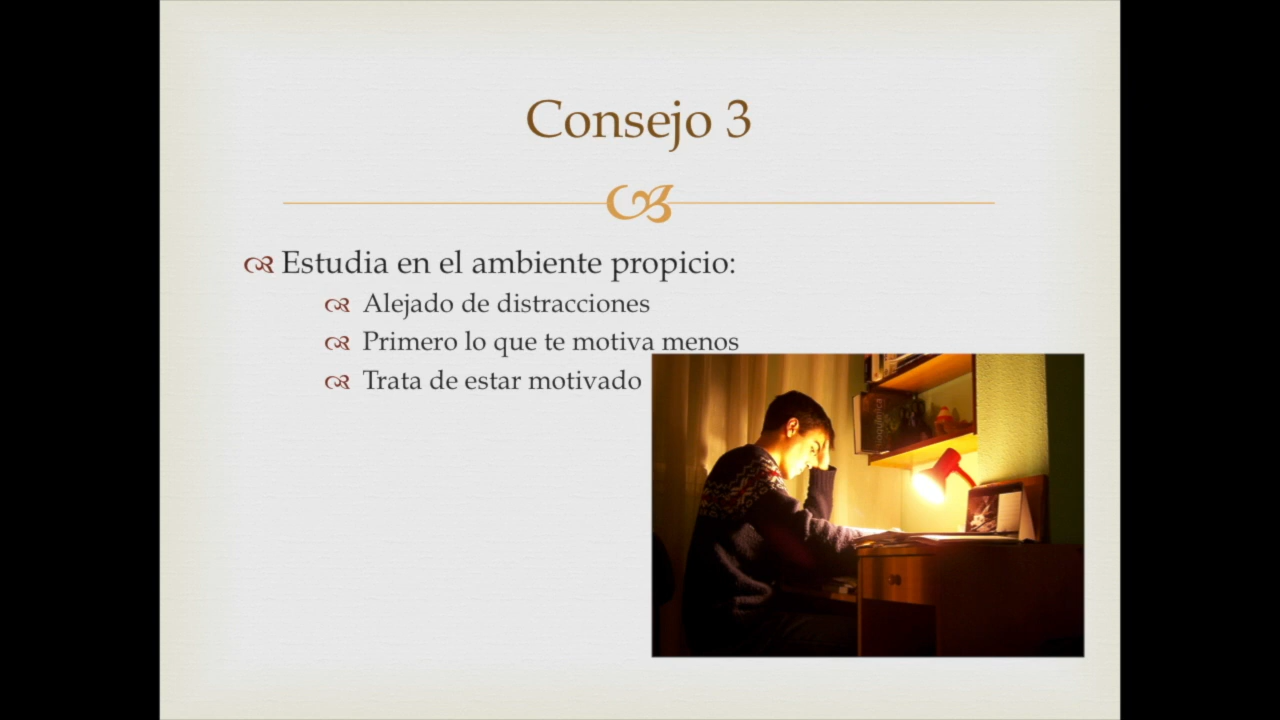 Consejo 3
Estudia en el ambiente propicio:
Alejado de distracciones
Primero lo que te motiva menos
Trata de estar motivado